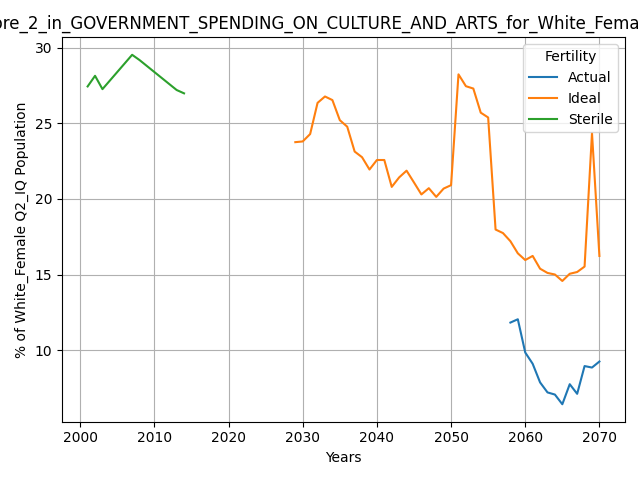 ore_2_in_GOVERNMENT_SPENDING_ON_CULTURE_AND_ARTS_for_White_Fema
Fertility
Actual
Ideal
Sterile
% of White_Female Q2_IQ Population
30
25
20
15
10
2000 2010 2020 2030 2040 2050 2060 2070
Years